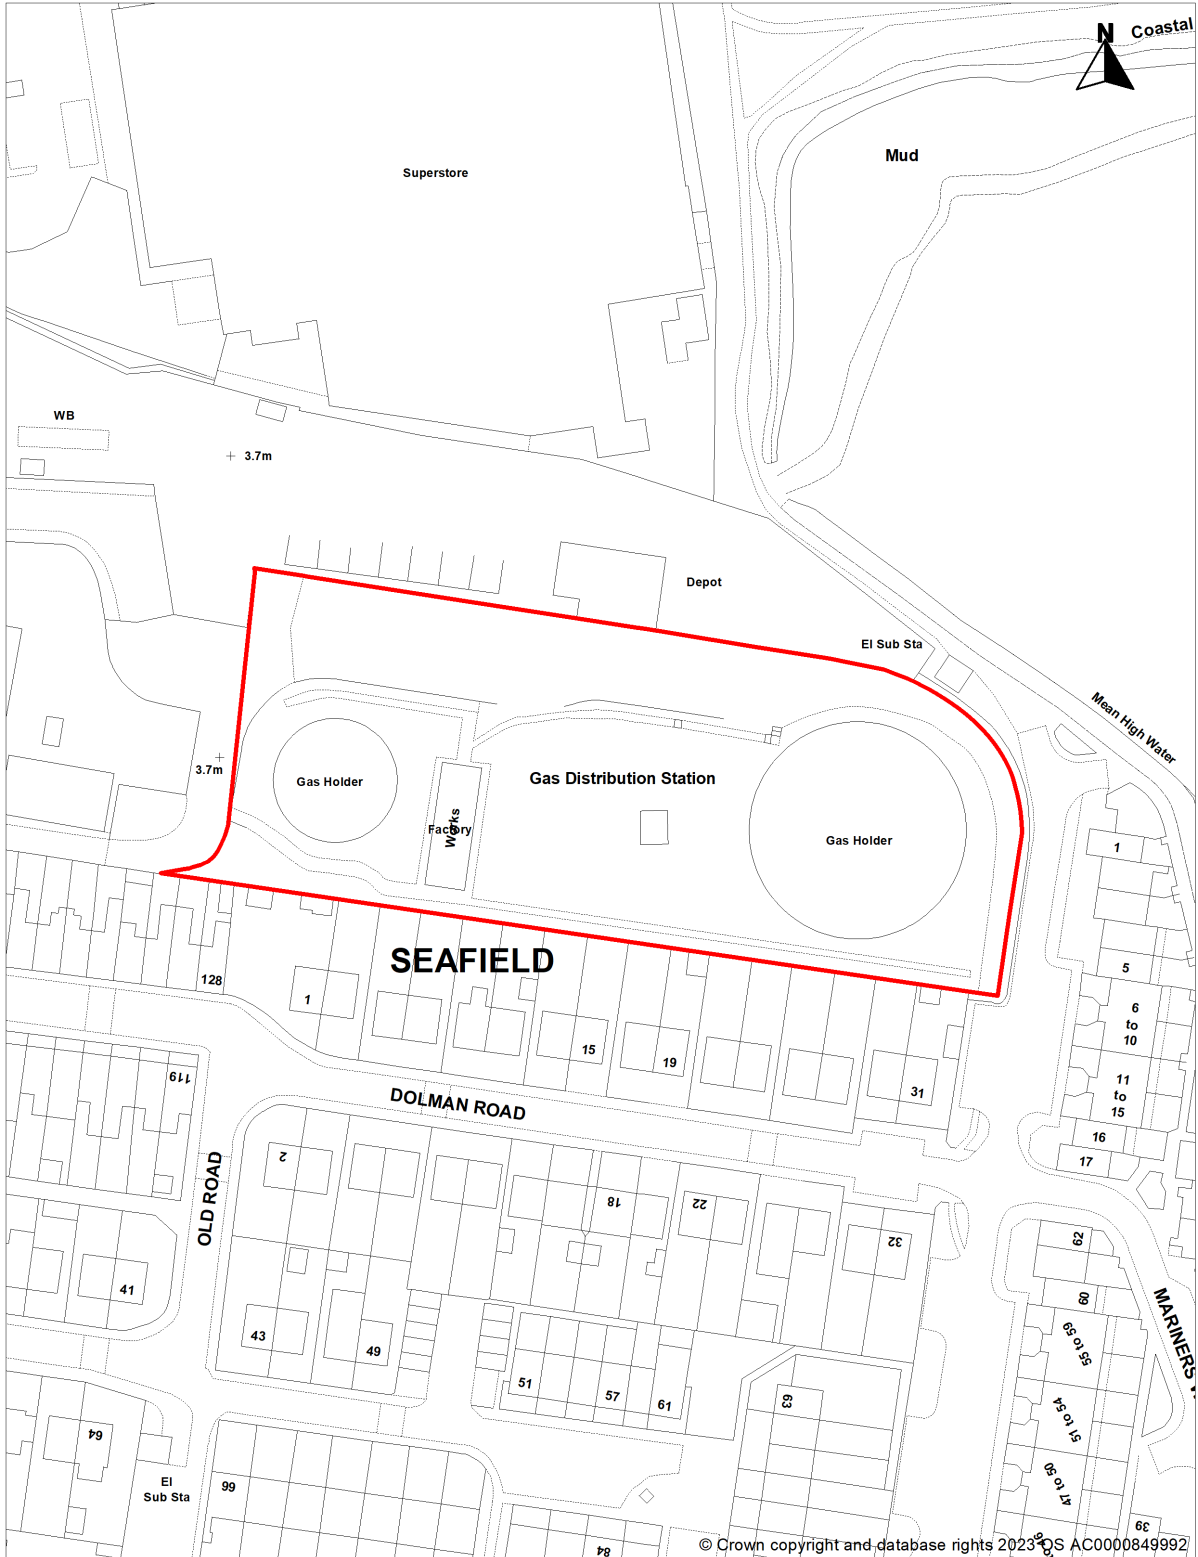 N
Coastal
Mud
Superstore
WB
3.7m
Depot
El Sub Sta
Mean High Water
3.7m
Gas Holder
Gas Distribution Station
Factory
Works
Gas Holder
1
SEAFIELD
128
1
15
19
31
5
6
to
10
11
to
15
16
17
119
DOLMAN ROAD
OLD ROAD
2
18
22
32
62
60
55 to 59
MARINERS
41
43
49
51
57
61
63
51 to 54
47 to 50
64
El
Sub Sta
66
84
39
© Crown copyright and database rights 2023 OS AC0000849992